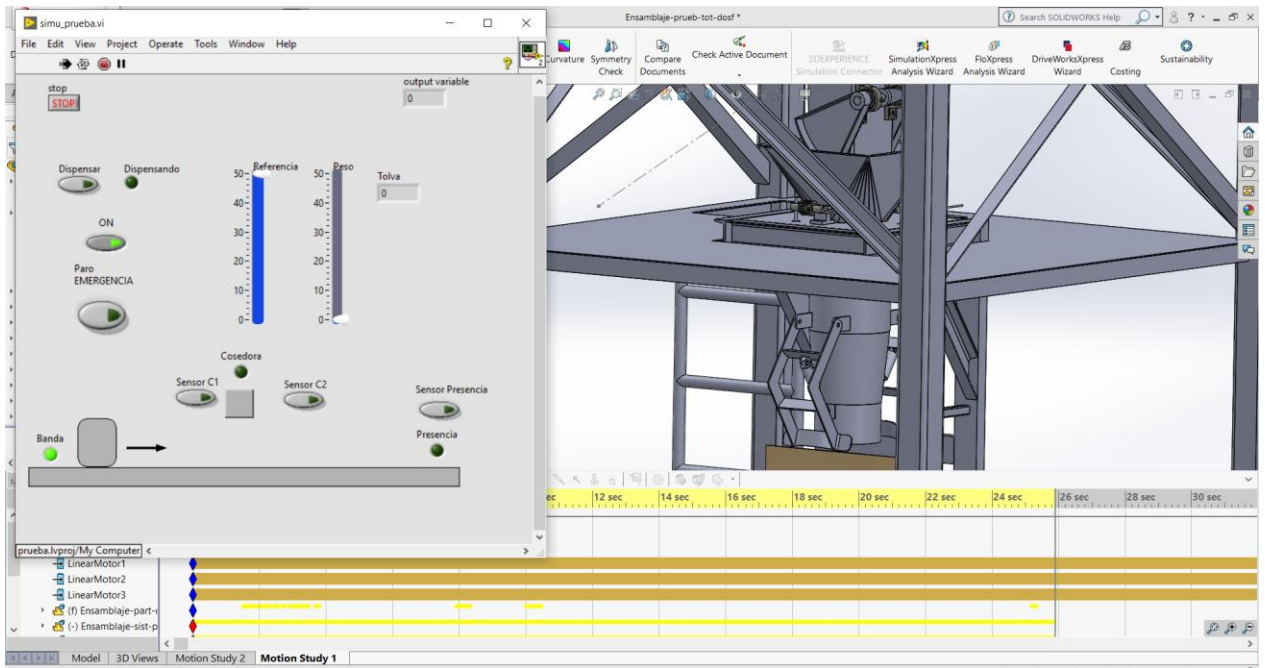 simu_prueba.vi
File Edit View Project Operate Tools Window Help
stop
STOP
output variable
0
Dispensar
Dispensando
ON
Paro
EMERGENCIA
Referencia
50
40
30
20
10
0
Peso
50
40
30
20
10
0
Tolva
0
Cosedora
Sensor C1
Sensor C2
Sensor Presencia
Presencia
Banda
prueba.lvproj/My Computer
Ensamblaje-prueb-tot-dosf *
Search SOLIDWORKS Help
Curvature
Symmetry
Check
Compare
Documents
Check Active Document
3DEXPERIENCE
Simulation Connector
SimulationXpress
Analysis Wizard
FloXpress
Analysis Wizard
DriveWorksXpress
Wizard
Costing
Sustainability
12 sec 14 sec 16 sec 18 sec 20 sec 22 sec 24 sec 26 sec 28 sec 30 sec
LinearMotor1
LinearMotor2
LinearMotor3
(f) Ensamblaje-part-
(-) Ensamblaje-sist-p
Model 3D Views Motion Study 2 Motion Study 1